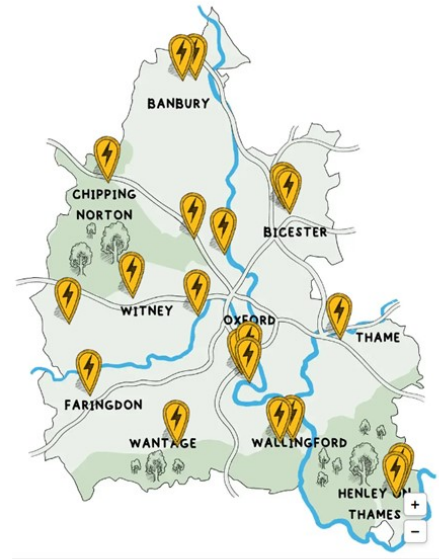 BANBURY
CHIPPING
NORTON
BICESTER
WITNEY
OXFORD
THAME
FARINGDON
WANTAGE
WALLINGFORD
HENLEY ON
THAMES
+
−